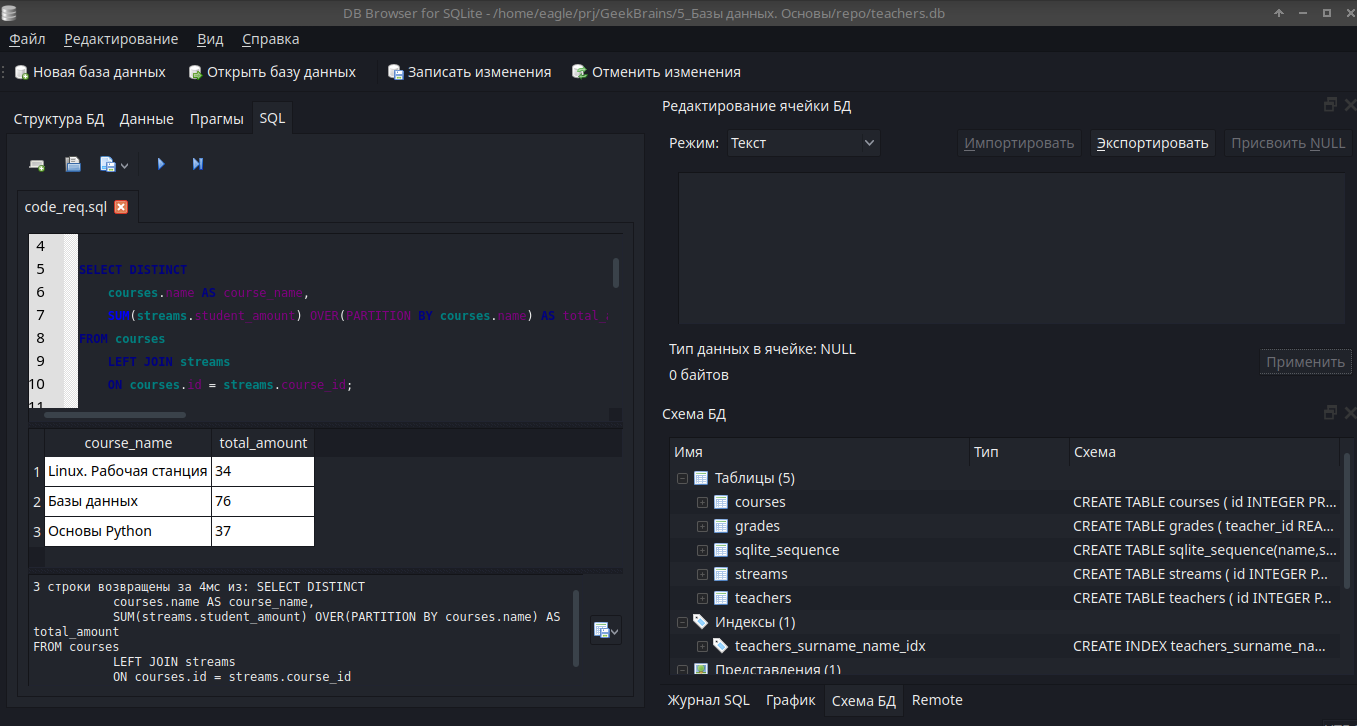 DB Browser for SQLite - /home/eagle/prj/GeekBrains/5_Базы данных. Основы/repo/teachers.db
Файл Редактирование Вид Справка
Новая база данных Открыть базу данных Записать изменения Отменить изменения
Структура БД Данные Прагмы SQL
code_req.sql
4
5 SELECT DISTINCT
6 courses.name AS course_name,
7 SUM(streams.student_amount) OVER(PARTITION BY courses.name) AS total_
8 FROM courses
9 LEFT JOIN streams
10 ON courses.id = streams.course_id;
11
course_name total_amount
1 Linux. Рабочая станция 34
2 Базы данных 76
3 Основы Python 37
3 строки возвращены за 4мс из: SELECT DISTINCT
courses.name AS course_name,
SUM(streams.student_amount) OVER(PARTITION BY courses.name) AS
total_amount
FROM courses
LEFT JOIN streams
ON courses.id = streams.course_id
Редактирование ячейки БД
Режим: Текст Импортировать Экспортировать Присвоить NULL
Тип данных в ячейке: NULL
0 байтов
Применить
Схема БД
Имя Тип Схема
Таблицы (5)
courses CREATE TABLE courses ( id INTEGER PR...
grades CREATE TABLE grades ( teacher_id REA...
sqlite_sequence CREATE TABLE sqlite_sequence(name,s...
streams CREATE TABLE streams ( id INTEGER P...
teachers CREATE TABLE teachers ( id INTEGER P...
Индексы (1)
teachers_surname_name_idx CREATE INDEX teachers_surname_na...
Представления (1)
Журнал SQL График Схема БД Remote